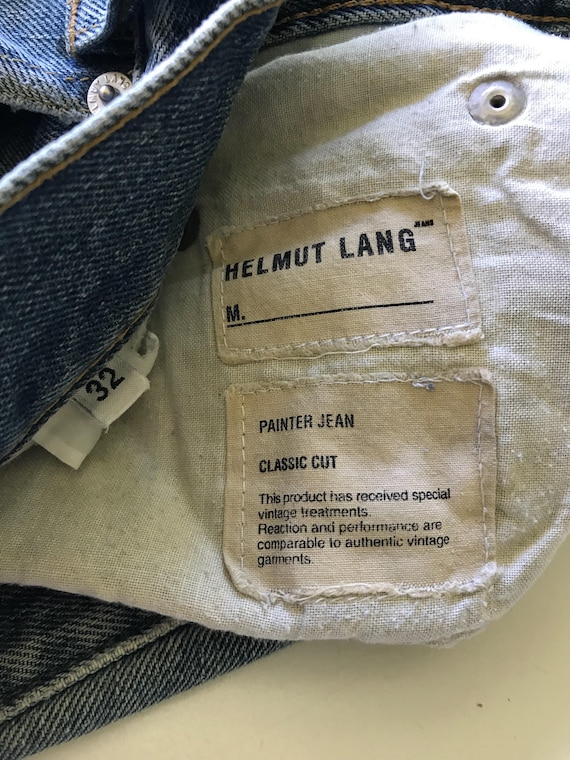 HELMUT LANG JEANS
M.
32
PAINTER JEAN
CLASSIC CUT
This product has received special
vintage treatments.
Reaction and performance are
comparable to authentic vintage
garments.